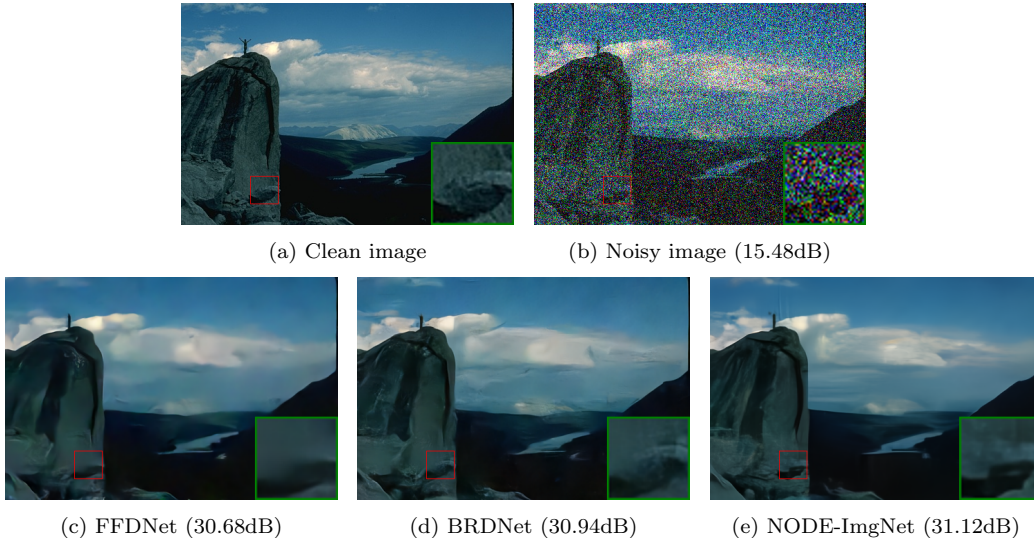 (a) Clean image
(b) Noisy image (15.48dB)
(c) FFDNet (30.68dB)
(d) BRDNet (30.94dB)
(e) NODE-ImgNet (31.12dB)